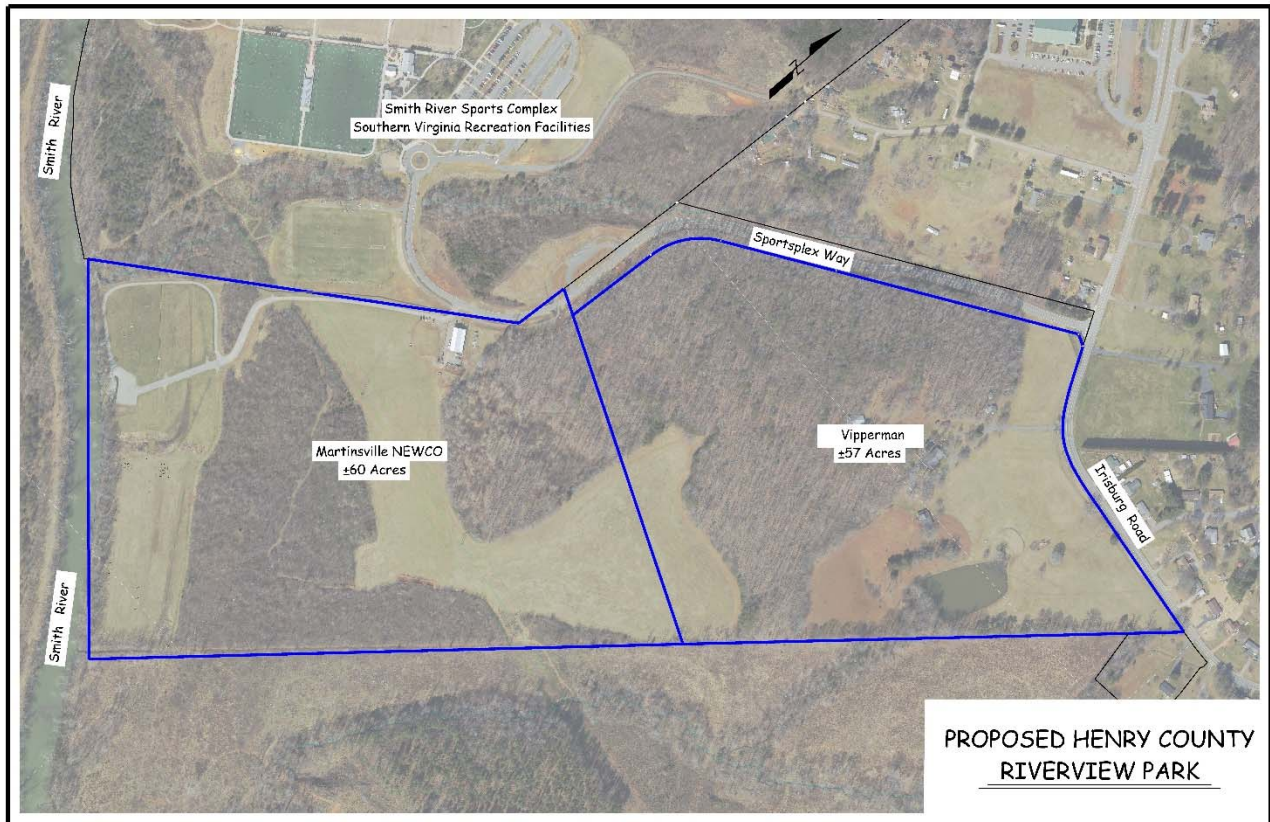 Smith River
Smith River Sports Complex
Southern Virginia Recreation Facilities
N
Sportsplex Way
Martinsville NEWCO
±60 Acres
Vipperman
±57 Acres
Irisburg Road
Smith River
PROPOSED HENRY COUNTY
RIVERVIEW PARK